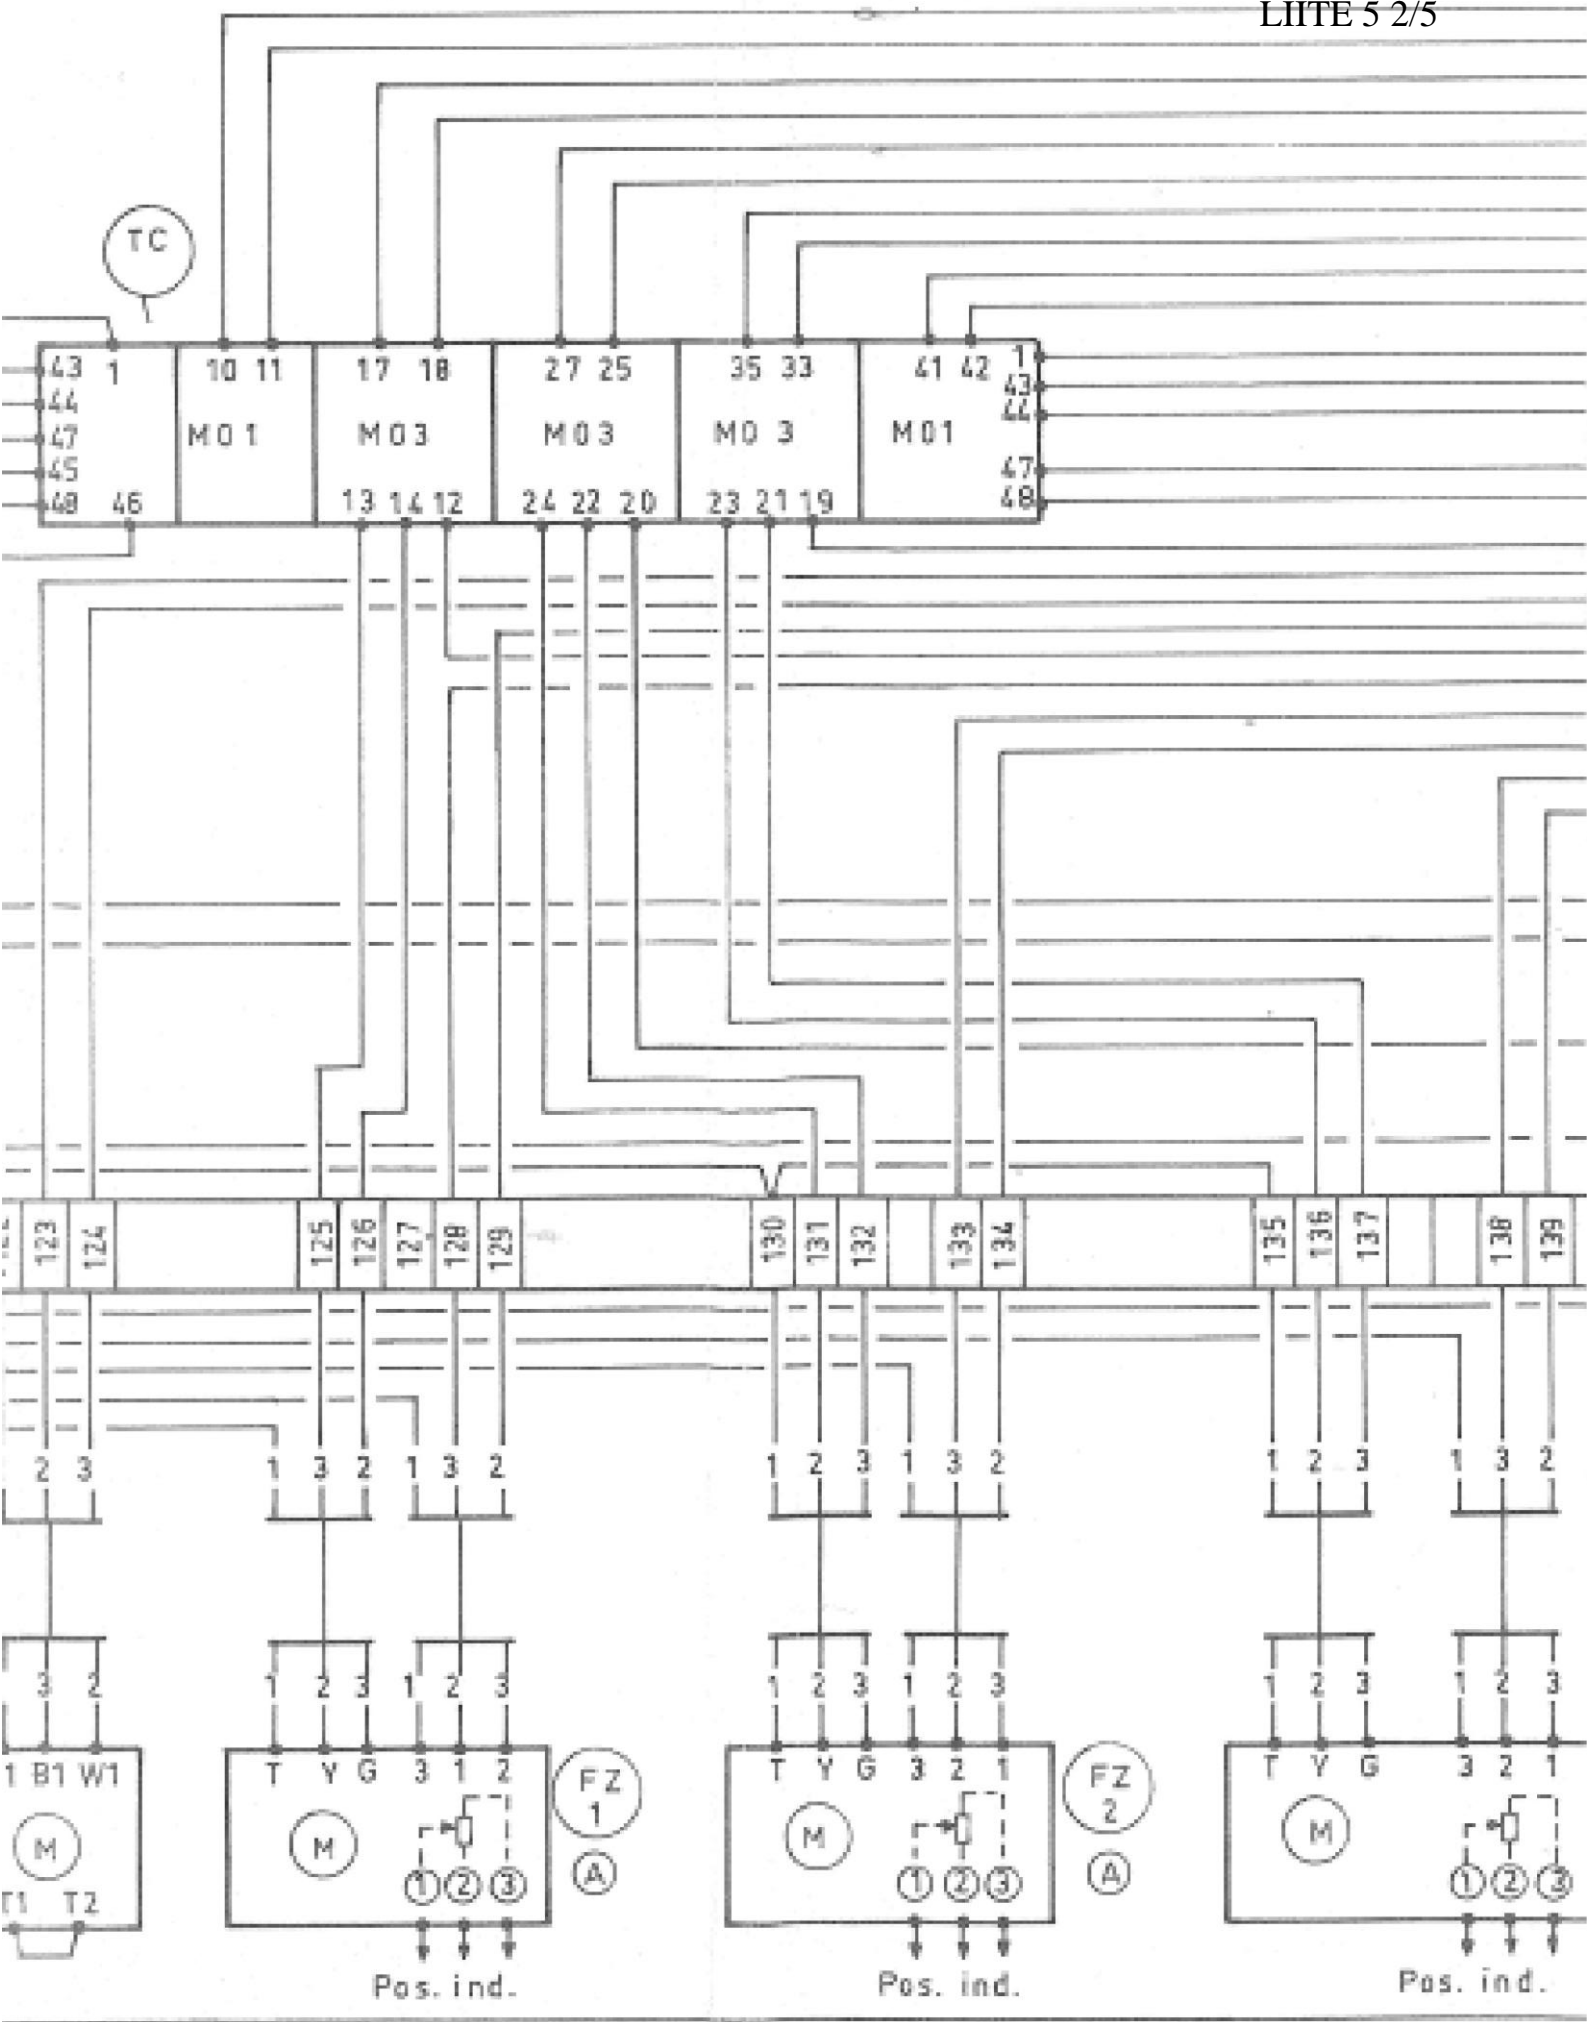 LIITE 5 2/5
TC
43 1 10 11 17 18 27 25 35 33 41 42 1
44 43
44
47 M01 M03 M03 M0 3 M01
45 47
48 46 13 14 12 24 22 20 23 21 19 48
123 124 125 126 127 128 129 130 131 132 133 134 135 136 137 138 139
2 3 1 3 2 1 3 2 1 2 3 1 3 2 1 2 3 1 3 2
3 2 1 2 3 1 2 3 1 2 3 1 2 3 1 2 3 1 2 3
1 B1 W1 T Y G 3 1 2 T Y G 3 2 1 T Y G 3 2 1
FZ 1 FZ 2
M M M M
A A
1 2 3 1 2 3 1 2 3
T1 T2
Pos. ind. Pos. ind. Pos. ind.